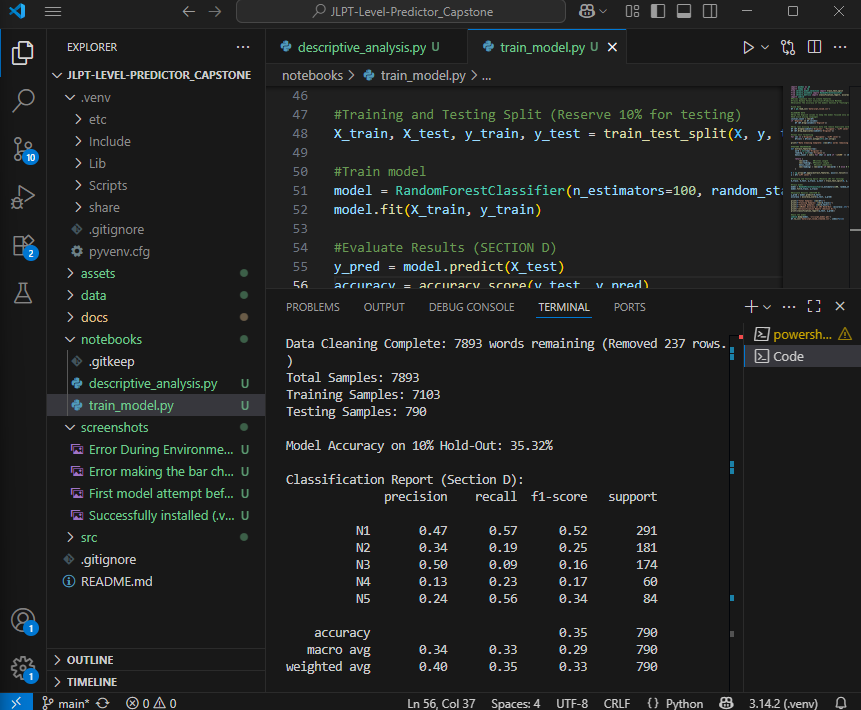 JLPT-Level-Predictor_Capstone
EXPLORER
JLPT-LEVEL-PREDICTOR_CAPSTONE
.venv
etc
Include
Lib
Scripts
share
.gitignore
pyvenv.cfg
assets
data
docs
notebooks
.gitkeep
descriptive_analysis.py U
train_model.py U
screenshots
Error During Environme... U
Error making the bar ch... U
First model attempt bef... U
Successfully installed (.v... U
src
.gitignore
README.md
OUTLINE
TIMELINE
10
2
1
1
descriptive_analysis.py U
train_model.py U
notebooks > train_model.py > ...
46
47 #Training and Testing Split (Reserve 10% for testing)
48 X_train, X_test, y_train, y_test = train_test_split(X, y,
49
50 #Train model
51 model = RandomForestClassifier(n_estimators=100, random_sta
52 model.fit(X_train, y_train)
53
54 #Evaluate Results (SECTION D)
55 y_pred = model.predict(X_test)
56 accuracy = accuracy_score(y_test, y_pred)
PROBLEMS OUTPUT DEBUG CONSOLE TERMINAL PORTS
powersh...
Code
Data Cleaning Complete: 7893 words remaining (Removed 237 rows.
)
Total Samples: 7893
Training Samples: 7103
Testing Samples: 790
Model Accuracy on 10% Hold-Out: 35.32%
Classification Report (Section D):
precision recall f1-score support
N1 0.47 0.57 0.52 291
N2 0.34 0.19 0.25 181
N3 0.50 0.09 0.16 174
N4 0.13 0.23 0.17 60
N5 0.24 0.56 0.34 84
accuracy 0.35 790
macro avg 0.34 0.33 0.29 790
weighted avg 0.40 0.35 0.33 790
main* 0 0 Ln 56, Col 37 Spaces: 4 UTF-8 CRLF {} Python 3.14.2 (.venv)